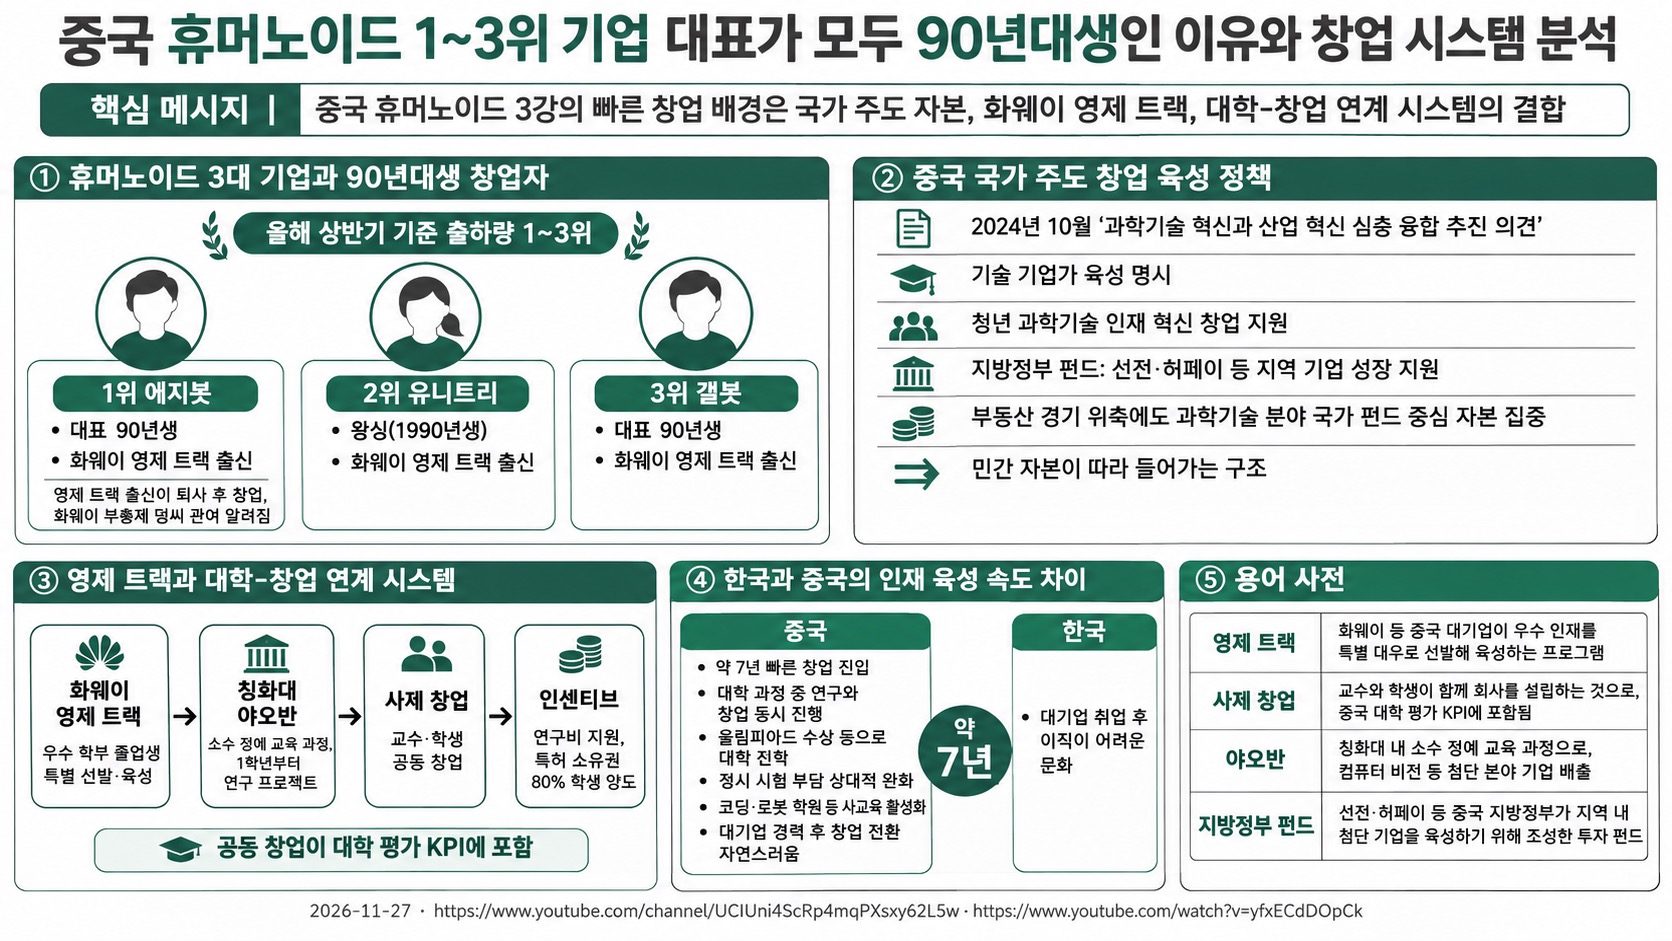 중국 휴머노이드 1~3위 기업 대표가 모두 90년대생인 이유와 창업 시스템 분석
핵심 메시지 | 중국 휴머노이드 3강의 빠른 창업 배경은 국가 주도 자본, 화웨이 영제 트랙, 대학-창업 연계 시스템의 결합
① 휴머노이드 3대 기업과 90년대생 창업자
올해 상반기 기준 출하량 1~3위
1위 에지봇
• 대표 90년생
• 화웨이 영제 트랙 출신
영제 트랙 출신이 퇴사 후 창업,
화웨이 부총제 덩씨 관여 알려짐
2위 유니트리
• 왕싱(1990년생)
• 화웨이 영제 트랙 출신
3위 갤봇
• 대표 90년생
• 화웨이 영제 트랙 출신
② 중국 국가 주도 창업 육성 정책
2024년 10월 ‘과학기술 혁신과 산업 혁신 심층 융합 추진 의견’
기술 기업가 육성 명시
청년 과학기술 인재 혁신 창업 지원
지방정부 펀드: 선전·허페이 등 지역 기업 성장 지원
부동산 경기 위축에도 과학기술 분야 국가 펀드 중심 자본 집중
민간 자본이 따라 들어가는 구조
③ 영제 트랙과 대학-창업 연계 시스템
화웨이
영제 트랙
우수 학부 졸업생
특별 선발·육성
칭화대
야오반
소수 정예 교육 과정,
1학년부터
연구 프로젝트
사제 창업
교수·학생
공동 창업
인센티브
연구비 지원,
특허 소유권
80% 학생 양도
공동 창업이 대학 평가 KPI에 포함
④ 한국과 중국의 인재 육성 속도 차이
중국
• 약 7년 빠른 창업 진입
• 대학 과정 중 연구와
창업 동시 진행
• 올림피아드 수상 등으로
대학 전학
• 정시 시험 부담 상대적 완화
• 코딩·로봇 학원 등 사교육 활성화
• 대기업 경력 후 창업 전환
자연스러움
약
7년
한국
• 대기업 취업 후
이직이 어려운
문화
⑤ 용어 사전
영제 트랙
화웨이 등 중국 대기업이 우수 인재를
특별 대우로 선발해 육성하는 프로그램
사제 창업
교수와 학생이 함께 회사를 설립하는 것으로,
중국 대학 평가 KPI에 포함됨
야오반
칭화대 내 소수 정예 교육 과정으로,
컴퓨터 비전 등 첨단 본야 기업 배출
지방정부 펀드
선전·허페이 등 중국 지방정부가 지역 내
첨단 기업을 육성하기 위해 조성한 투자 펀드
2026-11-27 · https://www.youtube.com/channel/UCIUni4ScRp4mqPXsxy62L5w · https://www.youtube.com/watch?v=yfxECdDOpCk